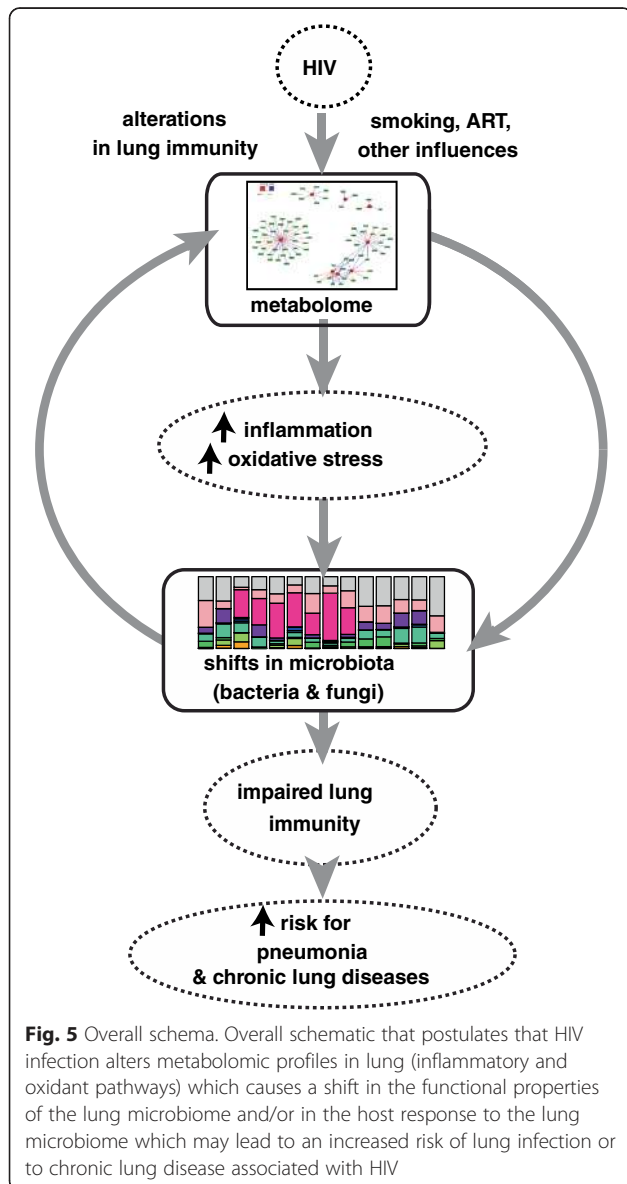 HIV
alterations
in lung immunity
smoking, ART,
other influences
metabolome
inflammation
oxidative stress
shifts in microbiota
(bacteria & fungi)
impaired lung
immunity
risk for
pneumonia
& chronic lung diseases
Fig. 5 Overall schema. Overall schematic that postulates that HIV
infection alters metabolomic profiles in lung (inflammatory and
oxidant pathways) which causes a shift in the functional properties
of the lung microbiome and/or in the host response to the lung
microbiome which may lead to an increased risk of lung infection or
to chronic lung disease associated with HIV